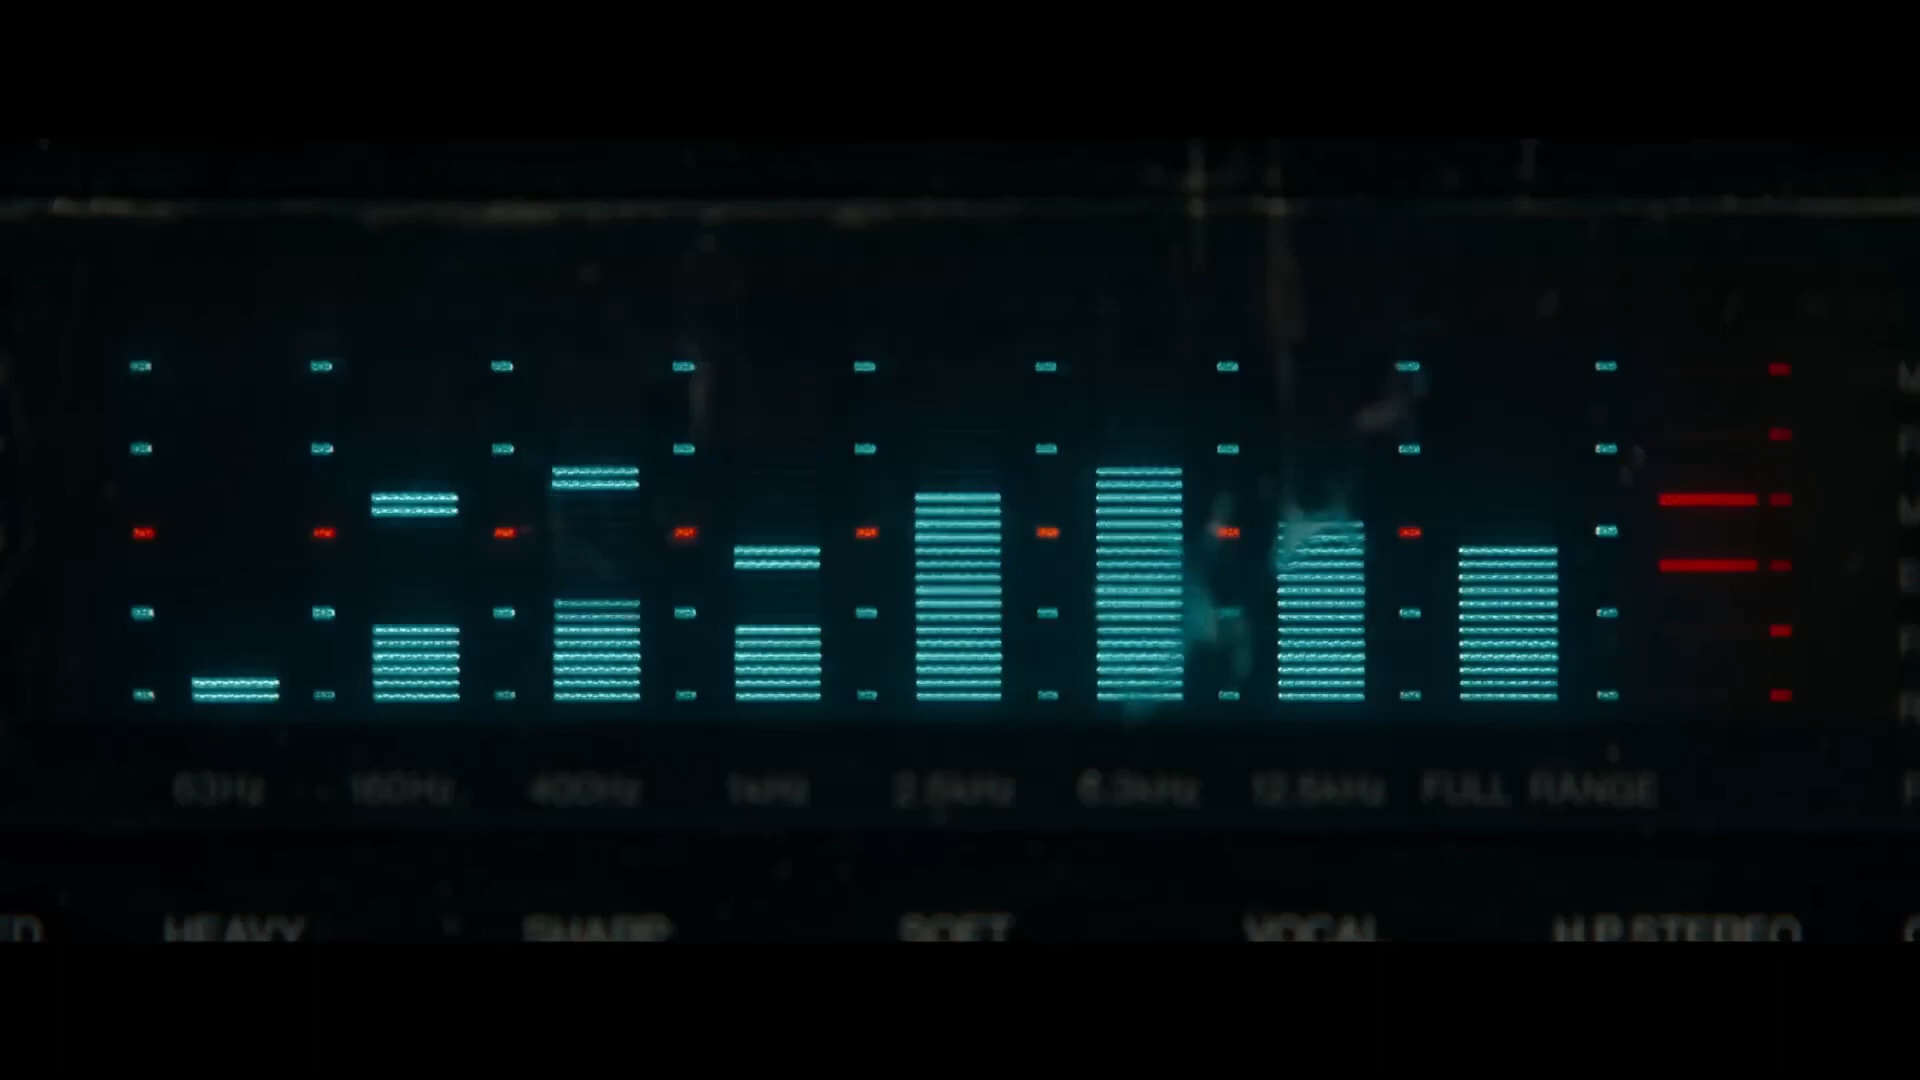 63Hz 160Hz 400Hz 1kHz 2.5kHz 6.3kHz 12.5kHz FULL RANGE
HEAVY SHARP SOFT VOCAL H.P.STEREO